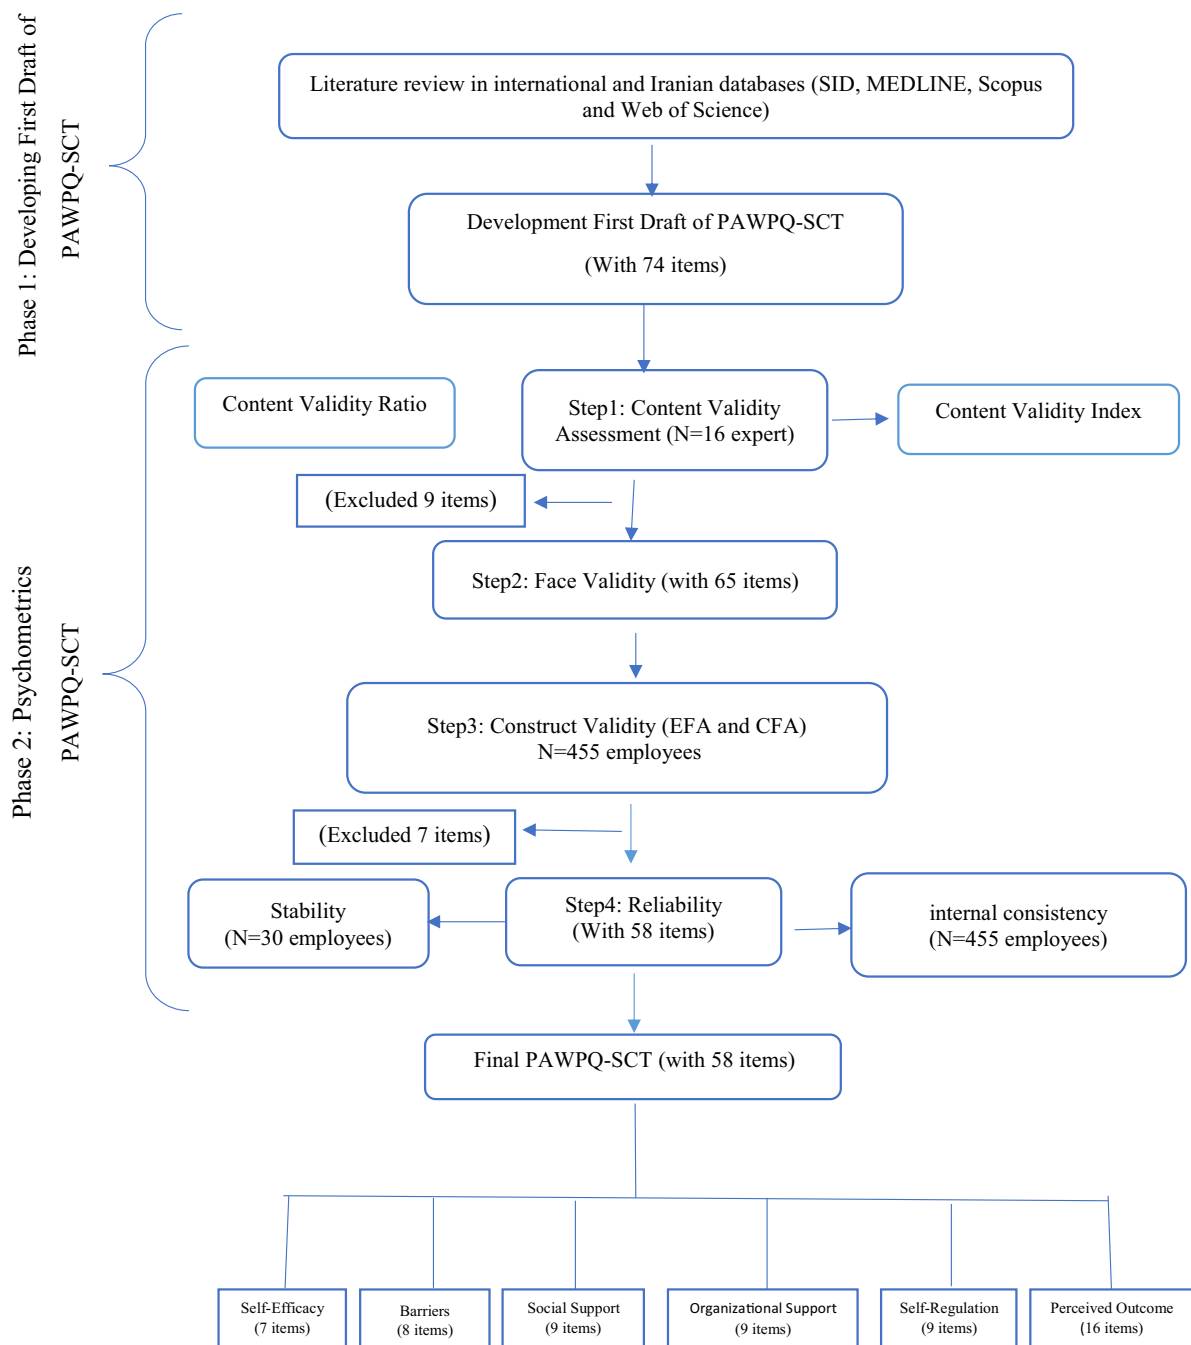 Phase 1: Developing First Draft of
PAWPQ-SCT
Literature review in international and Iranian databases (SID, MEDLINE, Scopus
and Web of Science)
Development First Draft of PAWPQ-SCT
(With 74 items)
Phase 2: Psychometrics
PAWPQ-SCT
Content Validity Ratio
Step1: Content Validity
Assessment (N=16 expert)
Content Validity Index
(Excluded 9 items)
Step2: Face Validity (with 65 items)
Step3: Construct Validity (EFA and CFA)
N=455 employees
(Excluded 7 items)
Stability
(N=30 employees)
Step4: Reliability
(With 58 items)
internal consistency
(N=455 employees)
Final PAWPQ-SCT (with 58 items)
Self-Efficacy
(7 items)
Barriers
(8 items)
Social Support
(9 items)
Organizational Support
(9 items)
Self-Regulation
(9 items)
Perceived Outcome
(16 items)